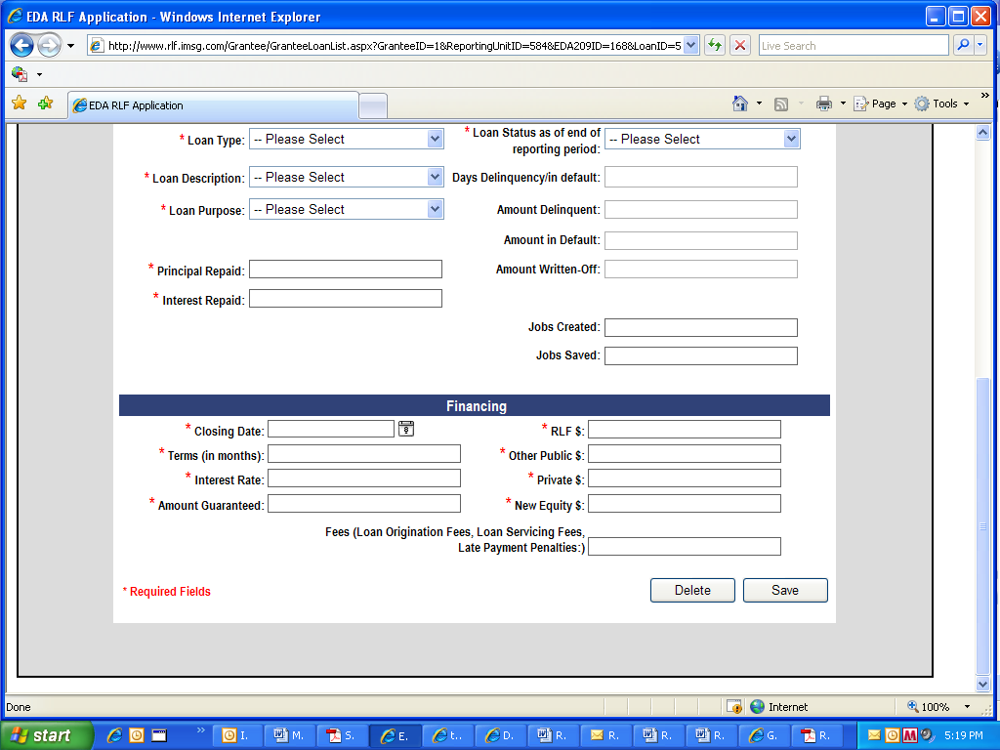 EDA RLF Application - Windows Internet Explorer
http://www.rlf.imsg.com/Grantee/GranteeLoanList.aspx?GranteeID=1&ReportingUnitID=584&EDA209ID=168&LoanID=5
Live Search
EDA RLF Application
Page
Tools
»
* Loan Type: -- Please Select
* Loan Status as of end of
reporting period: -- Please Select
* Loan Description: -- Please Select
Days Delinquency/in default:
* Loan Purpose: -- Please Select
Amount Delinquent:
Amount in Default:
* Principal Repaid:
Amount Written-Off:
* Interest Repaid:
Jobs Created:
Jobs Saved:
Financing
* Closing Date:
* RLF $:
* Terms (in months):
* Other Public $:
* Interest Rate:
* Private $:
* Amount Guaranteed:
* New Equity $:
Fees (Loan Origination Fees, Loan Servicing Fees,
Late Payment Penalties:)
* Required Fields
Delete
Save
Done
Internet
100%
start
»
I.
M.
S.
E.
t..
D.
R.
R.
R.
R.
G.
R.
5:19 PM